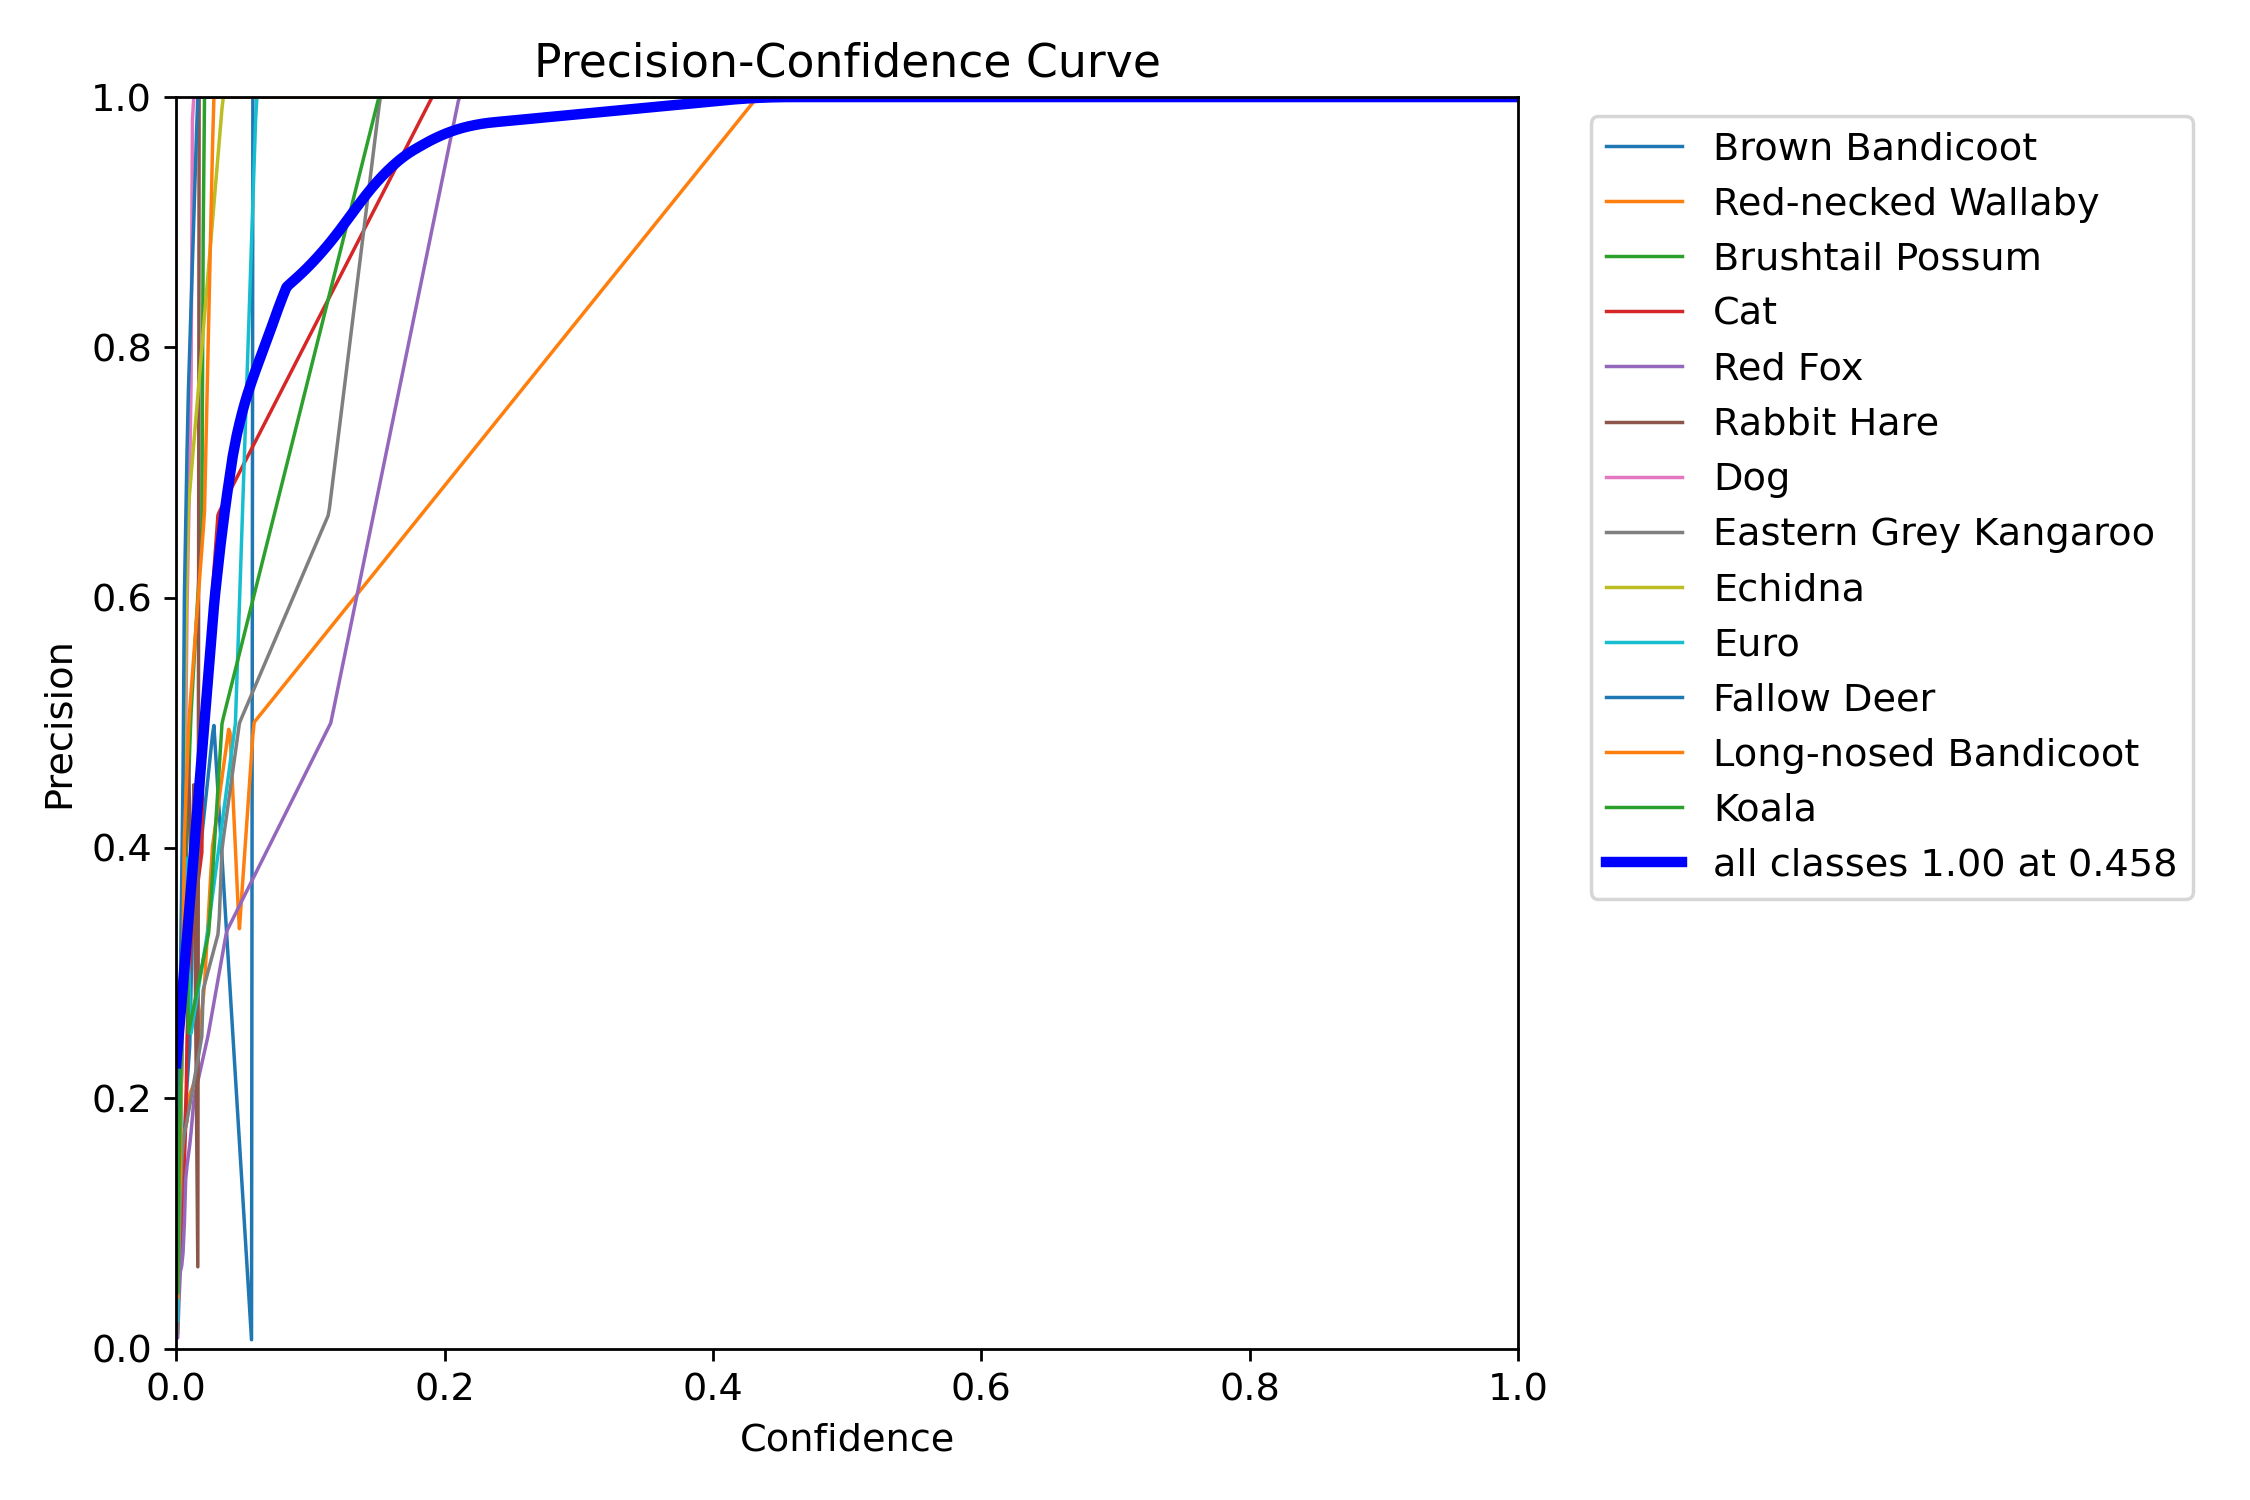 Precision-Confidence Curve
1.0
0.8
0.6
0.4
0.2
0.0
Precision
0.0 0.2 0.4 0.6 0.8 1.0
Confidence
Brown Bandicoot
Red-necked Wallaby
Brushtail Possum
Cat
Red Fox
Rabbit Hare
Dog
Eastern Grey Kangaroo
Echidna
Euro
Fallow Deer
Long-nosed Bandicoot
Koala
all classes 1.00 at 0.458